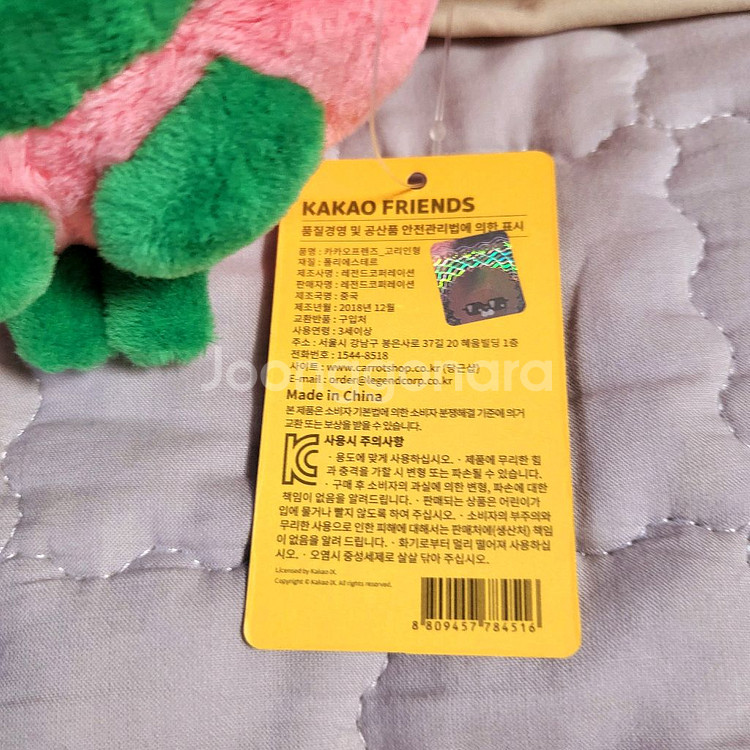 KAKAO FRIENDS
품질경영 및 공산품 안전관리법에 의한 표시
품명 : 카카오프렌즈_고리인형
재질 : 폴리에스테르
제조사명 : 레전드코퍼레이션
판매자명 : 레전드코퍼레이션
제조국명 : 중국
제조년월 : 2018년 12월
교환반품 : 구입처
사용연령 : 3세이상
주소 : 서울시 강남구 봉은사로 37길 20 혜움빌딩 1층
전화번호 : 1544-8518
사이트 : www.carrotshop.co.kr (당근샵)
E-mail : order@legendcorp.co.kr
Joongonara
Made in China
본 제품은 소비자 기본법에 의한 소비자 분쟁해결 기준에 의거
교환 또는 보상을 받을 수 있습니다.
사용시 주의사항
· 용도에 맞게 사용하십시오. · 제품에 무리한 힘
과 충격을 가할 시 변형 또는 파손될 수 있습니다.
· 구매 후 소비자의 과실에 의한 변형, 파손에 대한
책임이 없음을 알려드립니다. · 판매되는 상품은 어린이가
입에 물거나 빨지 않도록 하여 주십시오. · 소비자의 부주의와
무리한 사용으로 인한 피해에 대해서는 판매처에(생산처) 책임
이 없음을 알려 드립니다. · 화기로부터 멀리 떨어져 사용하십
시오. · 오염시 중성세제로 살살 닦아 주십시오.
Licensed by Kakao IX.
Copyright © Kakao IX. All rights reserved.
8 809457 784516